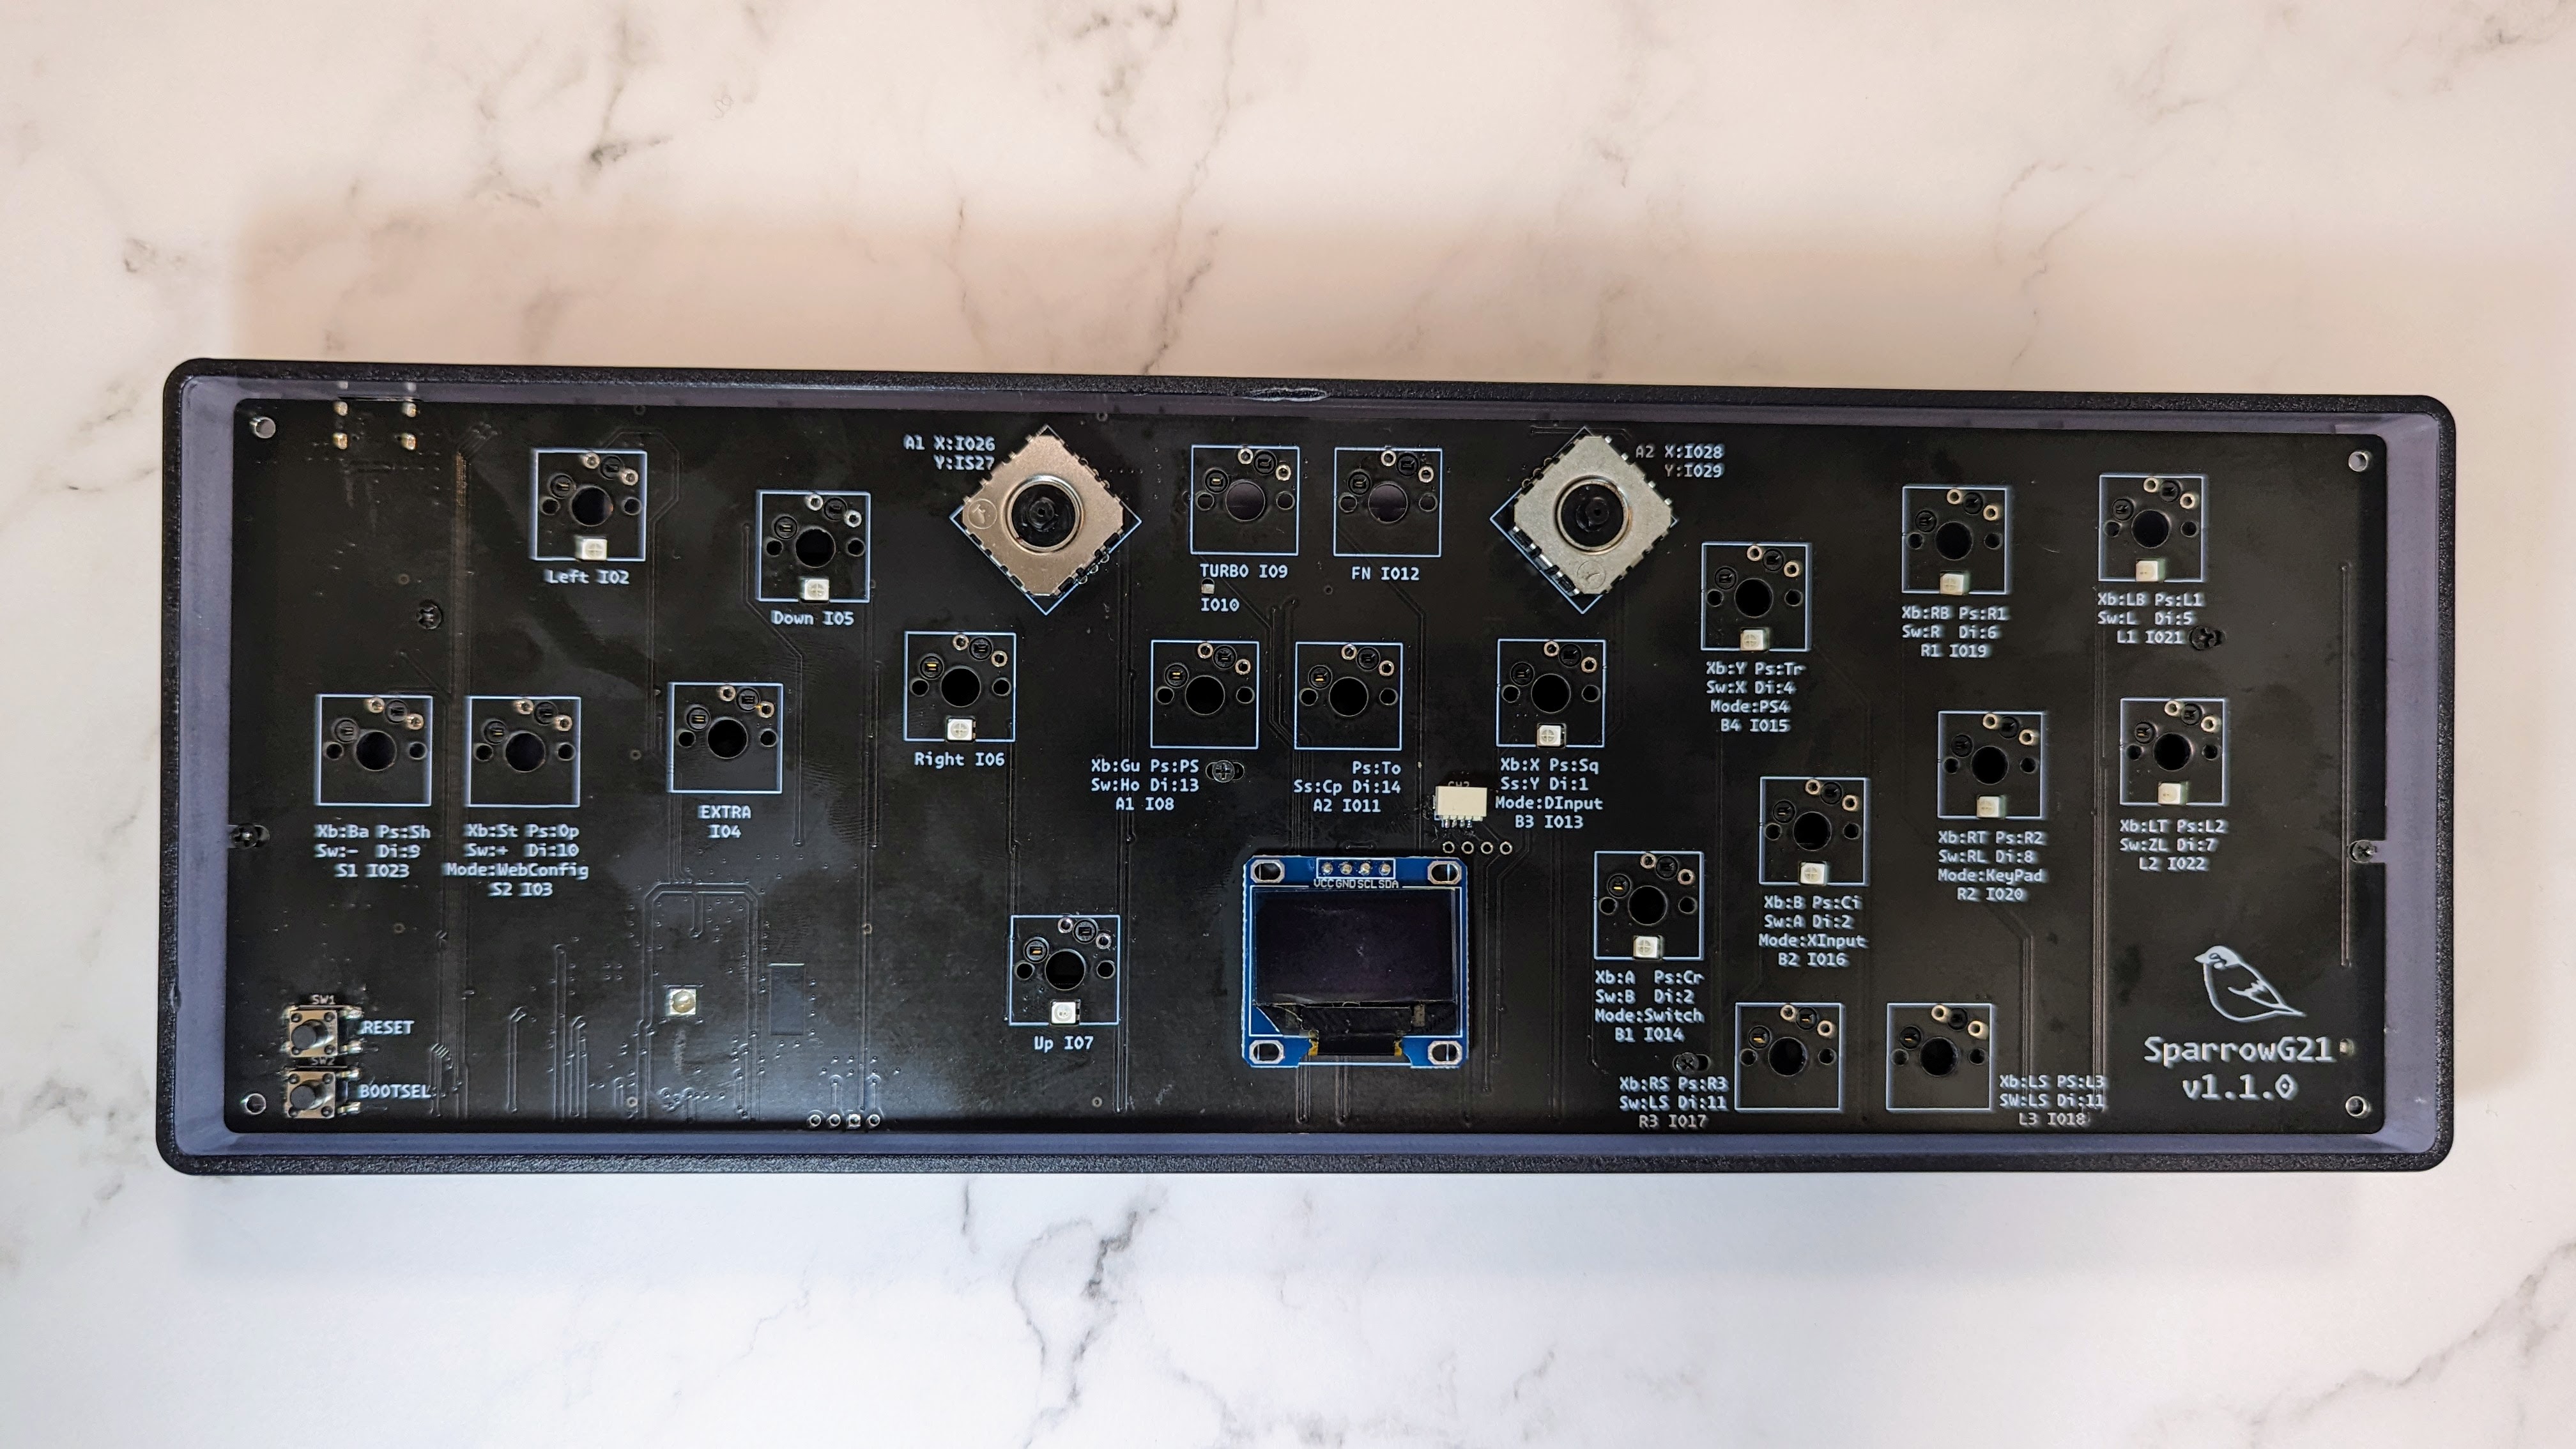 A1 X:IO26
Y:IS27
A2 X:IO28
Y:IO29
Left IO2
Down IO5
TURBO IO9
IO10
FN IO12
Xb:RB Ps:R1
Sw:R Di:6
R1 IO19
Xb:LB Ps:L1
Sw:L Di:5
L1 IO21
Xb:Y Ps:Tr
Sw:X Di:4
Mode:PS4
B4 IO15
Right IO6
Xb:Gu Ps:PS
Sw:Ho Di:13
A1 IO8
Ps:To
Ss:Cp Di:14
A2 IO11
Xb:X Ps:Sq
Ss:Y Di:1
Mode:DInput
B3 IO13
EXTRA
IO4
Xb:Ba Ps:Sh
Sw:- Di:9
S1 IO23
Xb:St Ps:Op
Sw:+ Di:10
Mode:WebConfig
S2 IO3
Xb:RT Ps:R2
Sw:RL Di:8
Mode:KeyPad
R2 IO20
Xb:LT Ps:L2
Sw:ZL Di:7
L2 IO22
VCC GND SCL SDA
Xb:B Ps:Ci
Sw:A Di:2
Mode:XInput
B2 IO16
Xb:A Ps:Cr
Sw:B Di:2
Mode:Switch
B1 IO14
Up IO7
SW1
RESET
SW2
BOOTSEL
Xb:RS Ps:R3
Sw:LS Di:11
R3 IO17
Xb:LS PS:L3
SW:LS Di:11
L3 IO18
SparrowG21
v1.1.0